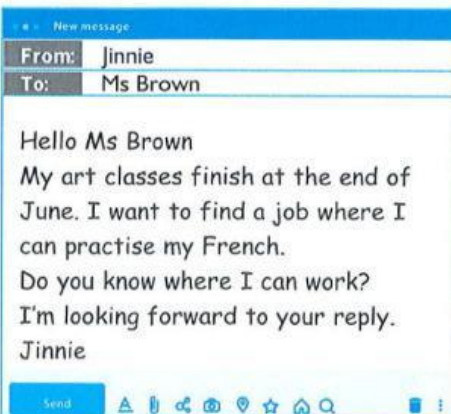 New message
From: Jinnie
To: Ms Brown
Hello Ms Brown
My art classes finish at the end of
June. I want to find a job where I
can practise my French.
Do you know where I can work?
I'm looking forward to your reply.
Jinnie
Send